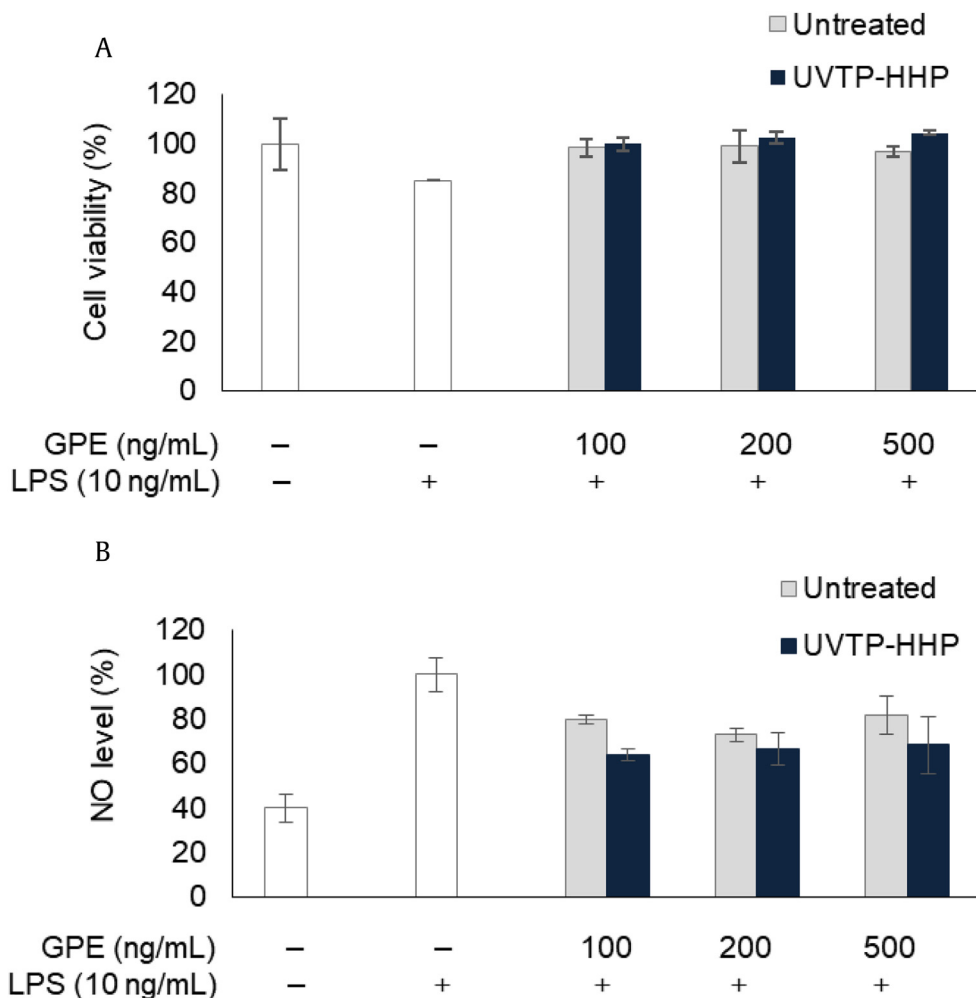 A
Untreated
UVTP-HHP
Cell viability (%)
120
100
80
60
40
20
0
GPE (ng/mL) – – 100 200 500
LPS (10 ng/mL) – + + + +
B
Untreated
UVTP-HHP
NO level (%)
120
100
80
60
40
20
0
GPE (ng/mL) – – 100 200 500
LPS (10 ng/mL) – + + + +